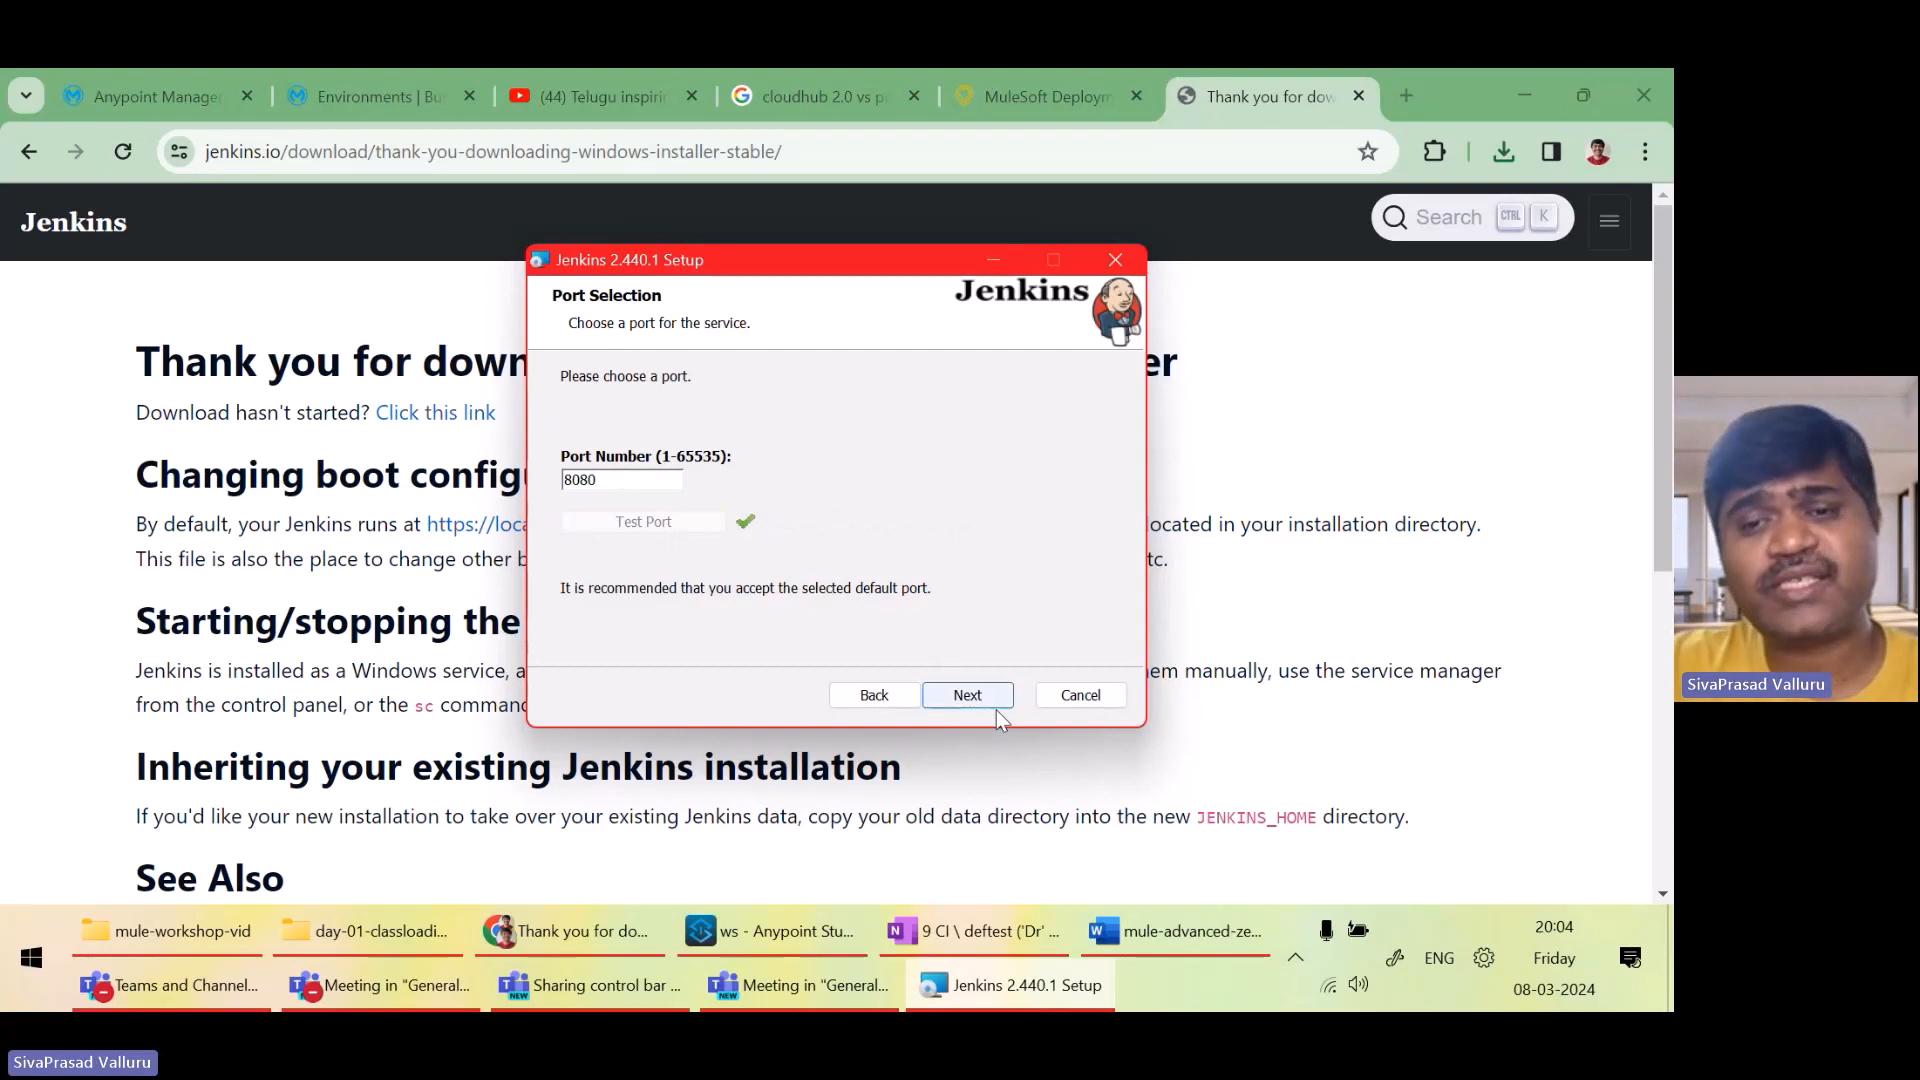 Anypoint Manager
Environments | Bu
(44) Telugu inspirin
cloudhub 2.0 vs p
MuleSoft Deploym
Thank you for dow
jenkins.io/download/thank-you-downloading-windows-installer-stable/
Jenkins
Search CTRL K
Jenkins 2.440.1 Setup
Port Selection
Choose a port for the service.
Jenkins
Please choose a port.
Port Number (1-65535):
8080
Test Port
It is recommended that you accept the selected default port.
Back Next Cancel
Thank you for down er
Download hasn't started? Click this link
Changing boot config
By default, your Jenkins runs at https://loca located in your installation directory.
This file is also the place to change other b tc.
Starting/stopping the
Jenkins is installed as a Windows service, a em manually, use the service manager
from the control panel, or the sc command
Inheriting your existing Jenkins installation
If you'd like your new installation to take over your existing Jenkins data, copy your old data directory into the new JENKINS_HOME directory.
See Also
SivaPrasad Valluru
mule-workshop-vid
day-01-classloadi...
Thank you for do...
ws - Anypoint Stu...
9 CI \ deftest ('Dr' ...
mule-advanced-ze...
Teams and Channel...
Meeting in "General...
Sharing control bar ...
Meeting in "General...
Jenkins 2.440.1 Setup
ENG
20:04
Friday
08-03-2024
SivaPrasad Valluru